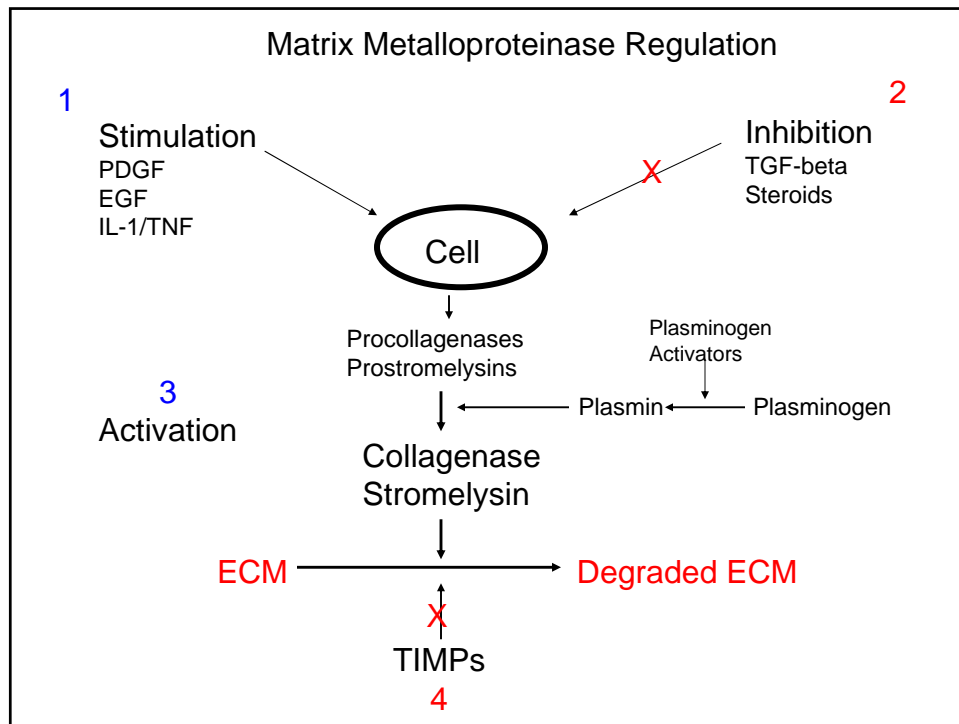 Matrix Metalloproteinase Regulation
1
Stimulation
PDGF
EGF
IL-1/TNF
2
Inhibition
TGF-beta
Steroids
X
Cell
Procollagenases
Prostromelysins
Plasminogen
Activators
3
Activation
Plasmin
Plasminogen
Collagenase
Stromelysin
ECM
Degraded ECM
X
TIMPs
4